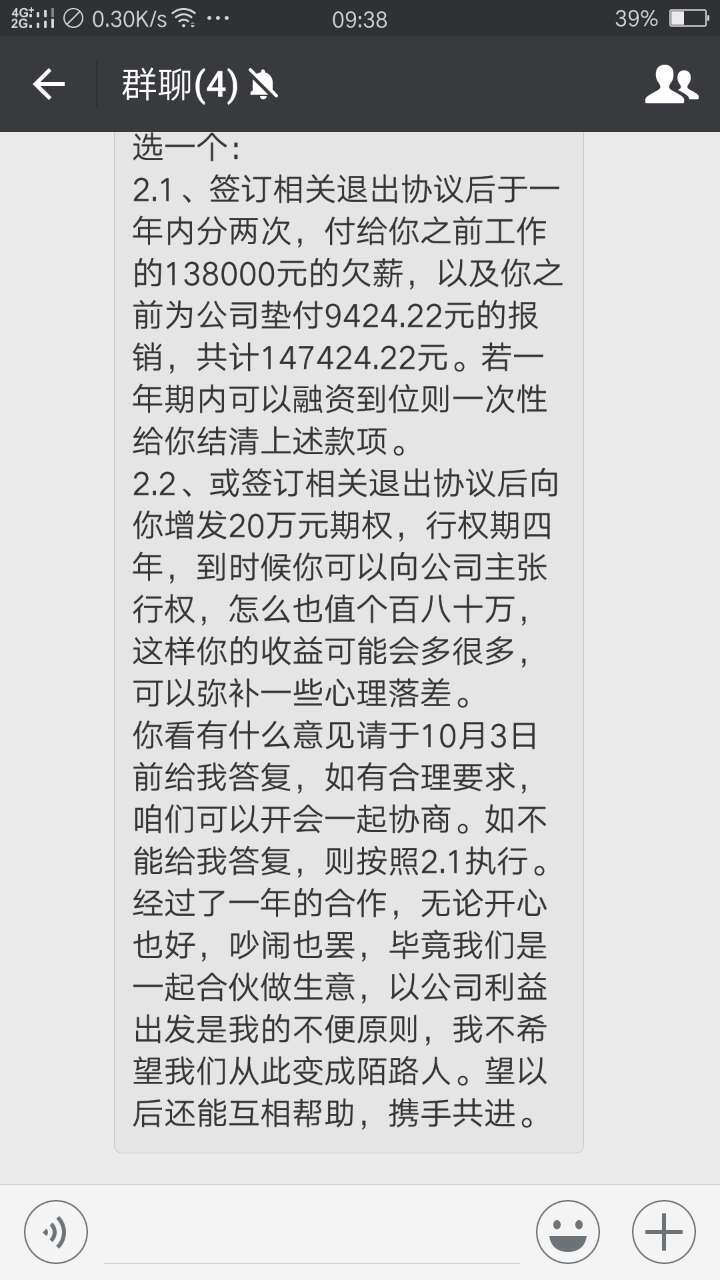 4G+ 2G 0.30K/s ... 09:38 39%
群聊(4)
选一个：
2.1、签订相关退出协议后于一
年内分两次，付给你之前工作
的138000元的欠薪，以及你之
前为公司垫付9424.22元的报
销，共计147424.22元。若一
年期内可以融资到位则一次性
给你结清上述款项。
2.2、或签订相关退出协议后向
你增发20万元期权，行权期四
年，到时候你可以向公司主张
行权，怎么也值个百八十万，
这样你的收益可能会多很多，
可以弥补一些心理落差。
你看有什么意见请于10月3日
前给我答复，如有合理要求，
咱们可以开会一起协商。如不
能给我答复，则按照2.1执行。
经过了一年的合作，无论开心
也好，吵闹也罢，毕竟我们是
一起合伙做生意，以公司利益
出发是我的不便原则，我不希
望我们从此变成陌路人。望以
后还能互相帮助，携手共进。